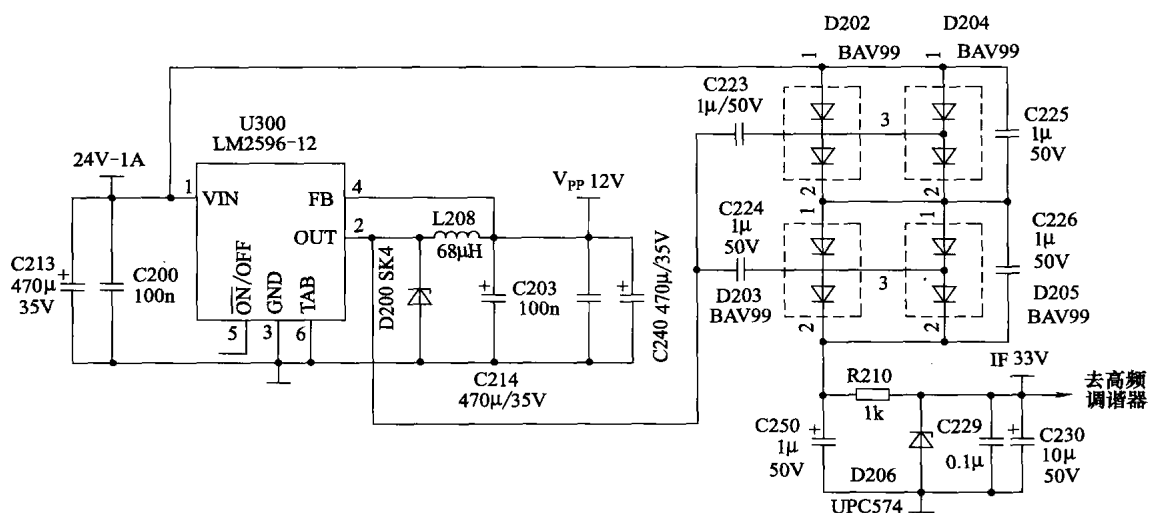 D202
BAV99
D204
BAV99
1
1
C223
1μ/50V
3
C225
1μ
50V
2
2
U300
LM2596-12
24V-1A
1
VIN
FB
4
OUT
2
ON/OFF
GND
TAB
5
3
6
C213
470μ
35V
C200
100n
L208
68μH
VPP 12V
D200 SK4
C203
100n
C240 470μ/35V
C214
470μ/35V
C224
1μ
50V
1
1
3
C226
1μ
50V
D203
BAV99
2
2
D205
BAV99
R210
1k
IF 33V
去高频
调谐器
C250
1μ
50V
C229
0.1μ
C230
10μ
50V
D206
UPC574